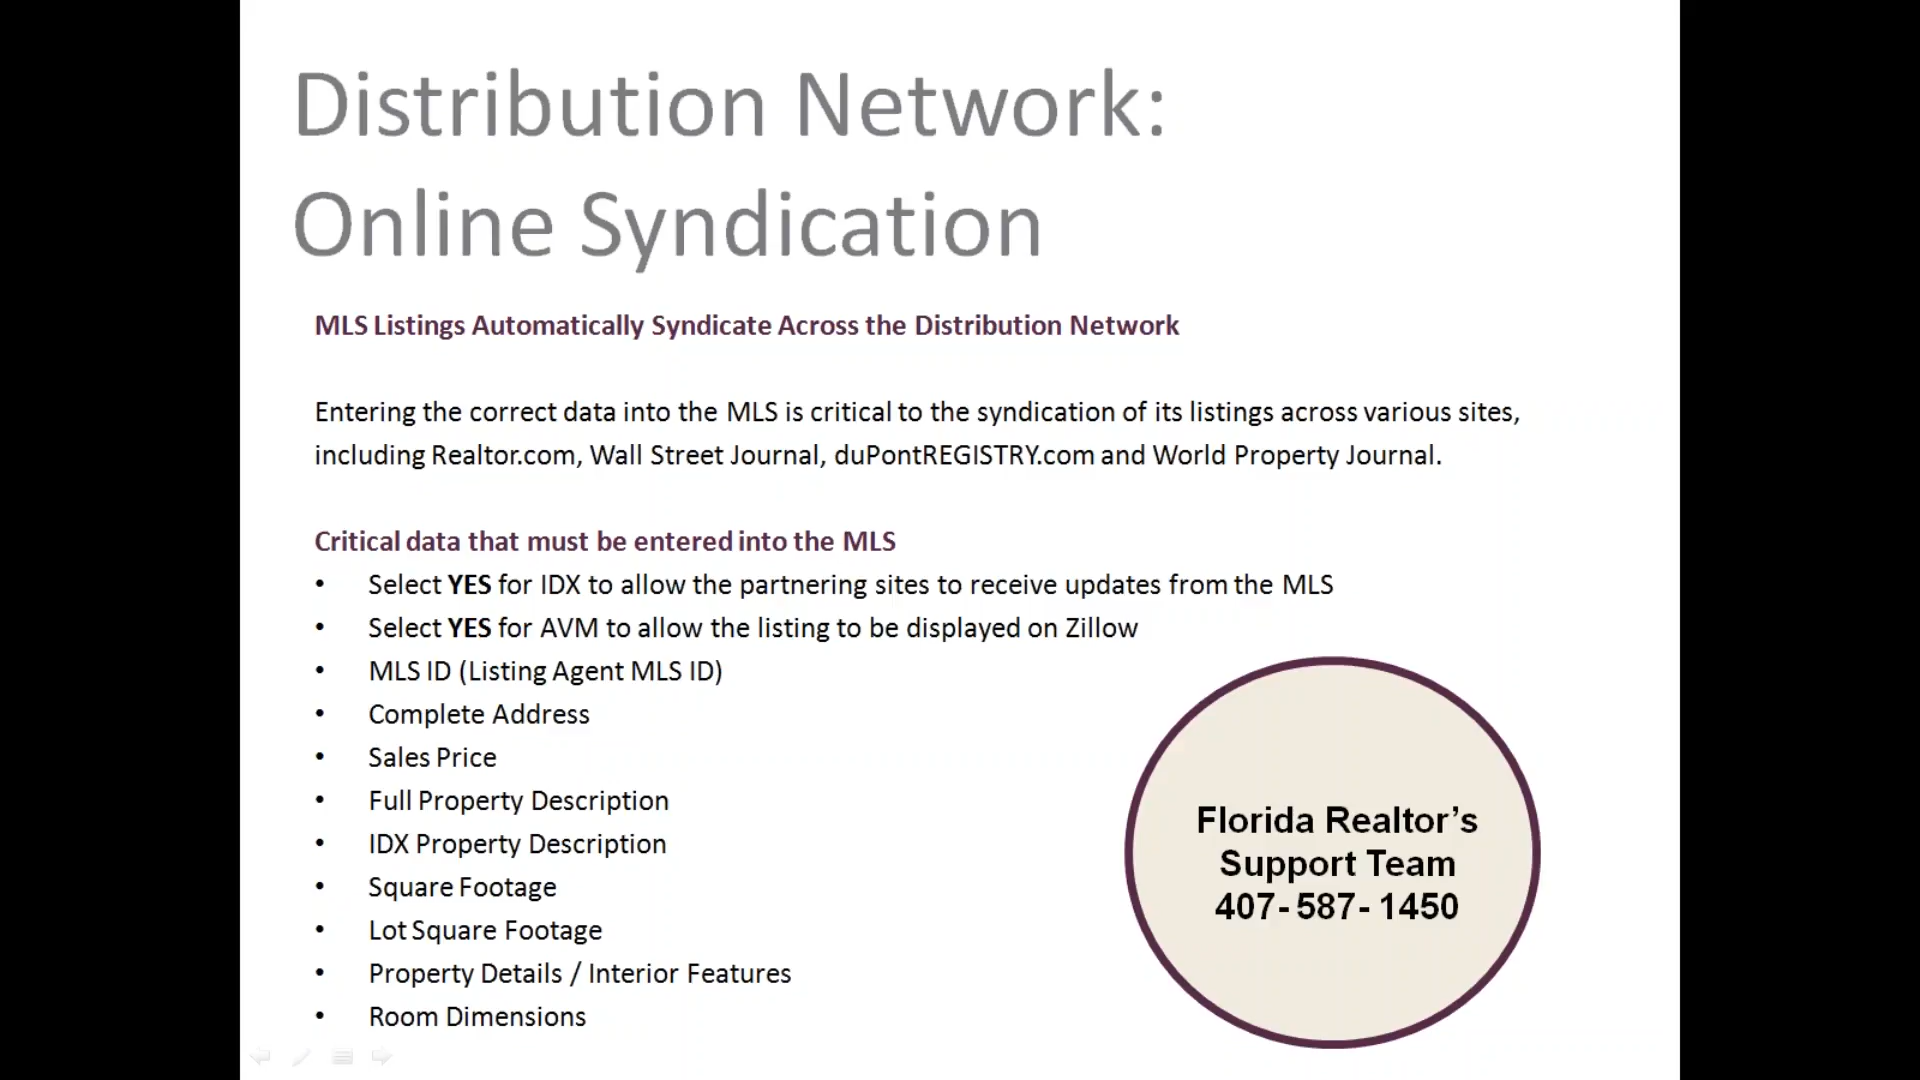 Distribution Network:
Online Syndication
MLS Listings Automatically Syndicate Across the Distribution Network
Entering the correct data into the MLS is critical to the syndication of its listings across various sites,
including Realtor.com, Wall Street Journal, duPontREGISTRY.com and World Property Journal.
Critical data that must be entered into the MLS
• Select YES for IDX to allow the partnering sites to receive updates from the MLS
• Select YES for AVM to allow the listing to be displayed on Zillow
• MLS ID (Listing Agent MLS ID)
• Complete Address
• Sales Price
• Full Property Description
• IDX Property Description
• Square Footage
• Lot Square Footage
• Property Details / Interior Features
• Room Dimensions
Florida Realtor’s
Support Team
407- 587- 1450